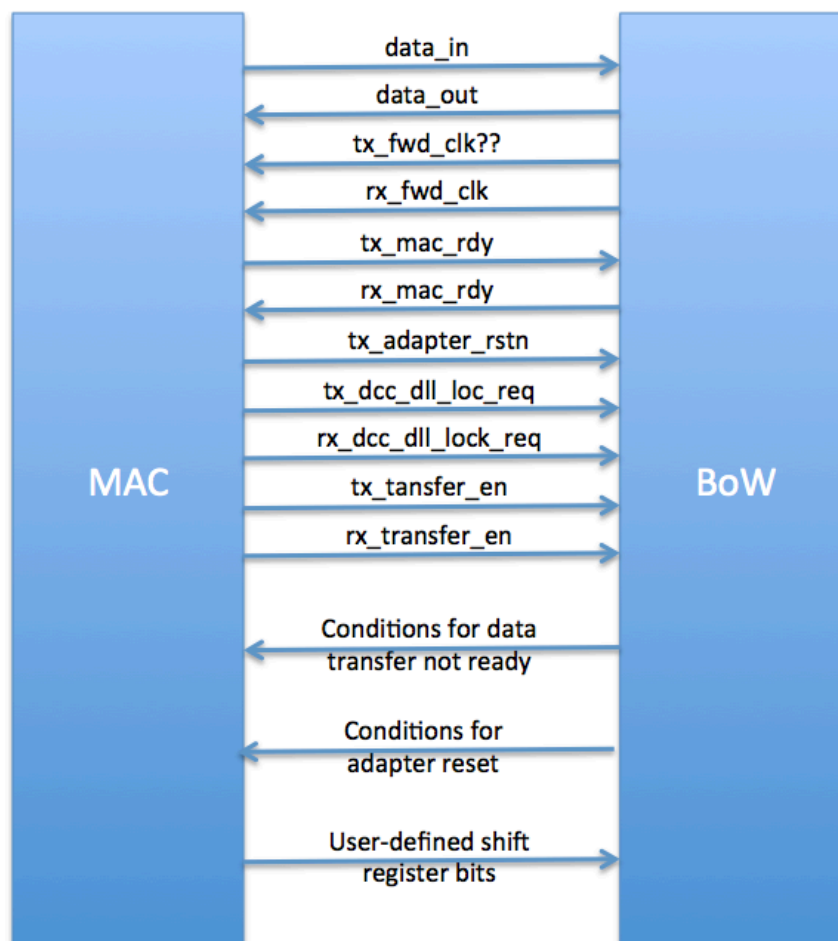 data_in
data_out
tx_fwd_clk??
rx_fwd_clk
tx_mac_rdy
rx_mac_rdy
tx_adapter_rstn
tx_dcc_dll_loc_req
rx_dcc_dll_lock_req
MAC
BoW
tx_tansfer_en
rx_transfer_en
Conditions for data
transfer not ready
Conditions for
adapter reset
User-defined shift
register bits